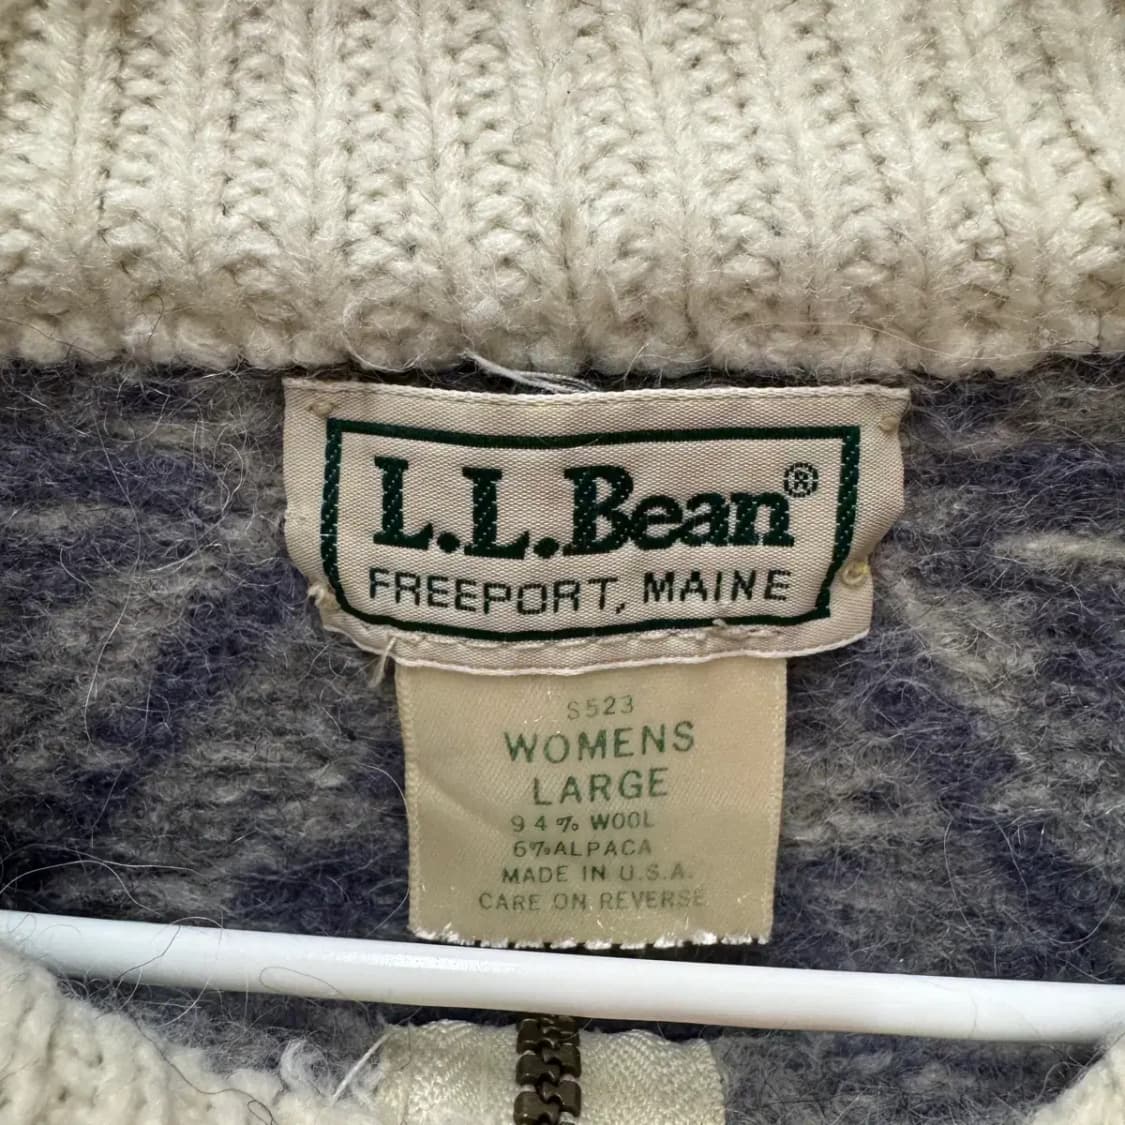 L.L.Bean®
FREEPORT, MAINE
S523
WOMENS
LARGE
94% WOOL
6% ALPACA
MADE IN U.S.A.
CARE ON REVERSE